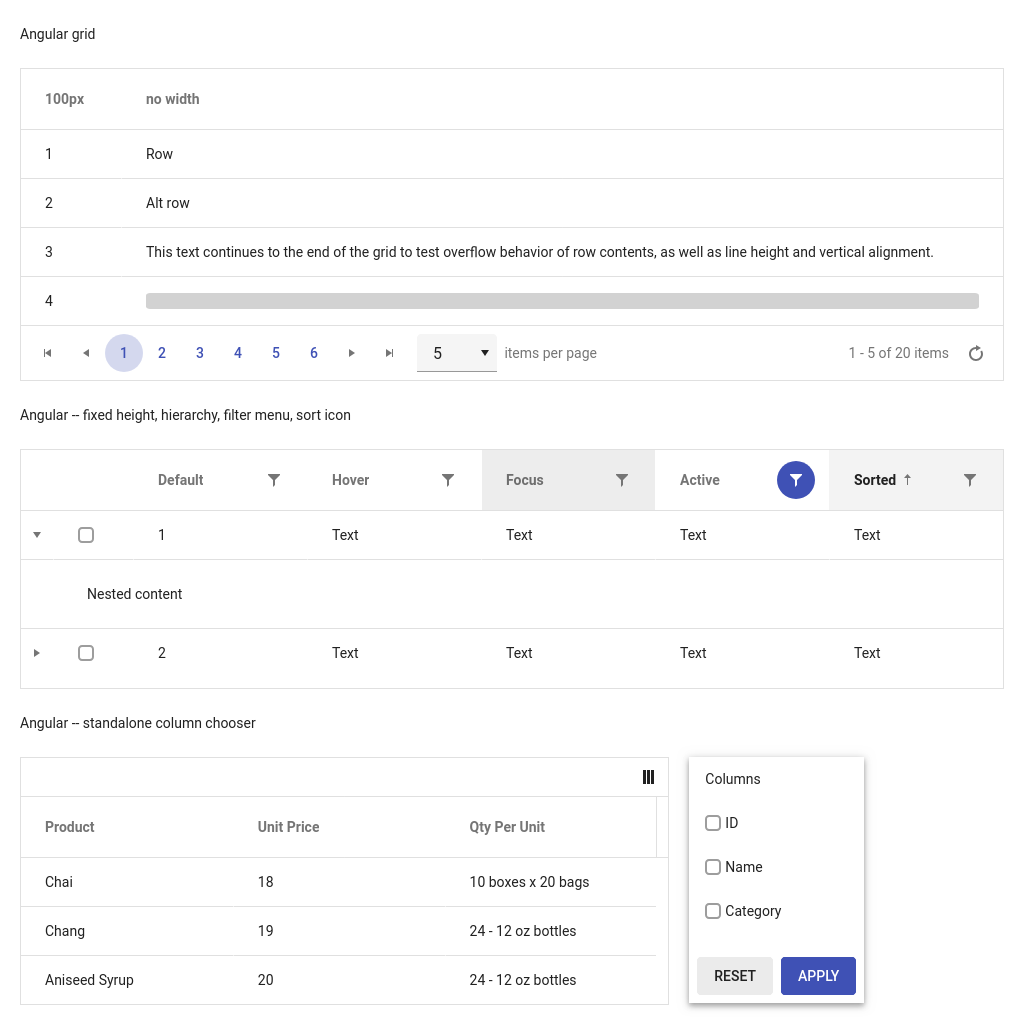 Angular grid
100px no width
1 Row
2 Alt row
3 This text continues to the end of the grid to test overflow behavior of row contents, as well as line height and vertical alignment.
4
1 2 3 4 5 6 5 items per page 1 - 5 of 20 items
Angular -- fixed height, hierarchy, filter menu, sort icon
Default Hover Focus Active Sorted
1 Text Text Text Text
Nested content
2 Text Text Text Text
Angular -- standalone column chooser
Product Unit Price Qty Per Unit
Chai 18 10 boxes x 20 bags
Chang 19 24 - 12 oz bottles
Aniseed Syrup 20 24 - 12 oz bottles
Columns
ID
Name
Category
RESET APPLY